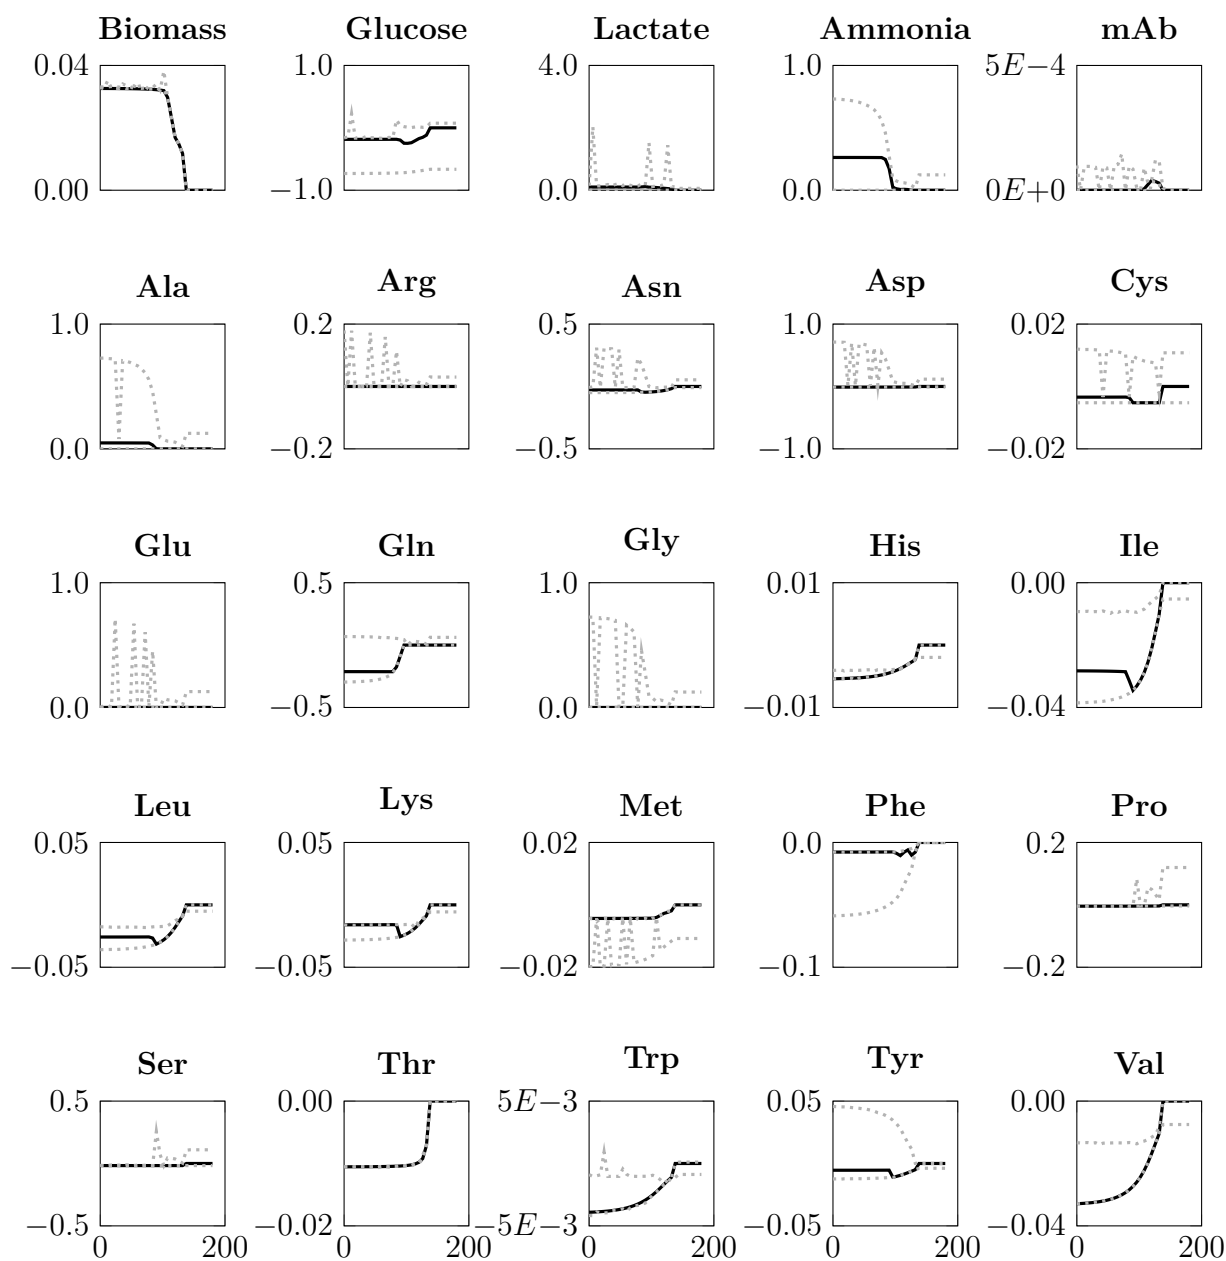 Biomass Glucose Lactate Ammonia mAb
0.04 1.0 4.0 1.0 5E−4
0.00 −1.0 0.0 0.0 0E+0
Ala Arg Asn Asp Cys
1.0 0.2 0.5 1.0 0.02
0.0 −0.2 −0.5 −1.0 −0.02
Glu Gln Gly His Ile
1.0 0.5 1.0 0.01 0.00
0.0 −0.5 0.0 −0.01 −0.04
Leu Lys Met Phe Pro
0.05 0.05 0.02 0.0 0.2
−0.05 −0.05 −0.02 −0.1 −0.2
Ser Thr Trp Tyr Val
0.5 0.00 5E−3 0.05 0.00
−0.5 −0.02 −5E−3 −0.05 −0.04
0 200 0 200 0 200 0 200 0 200